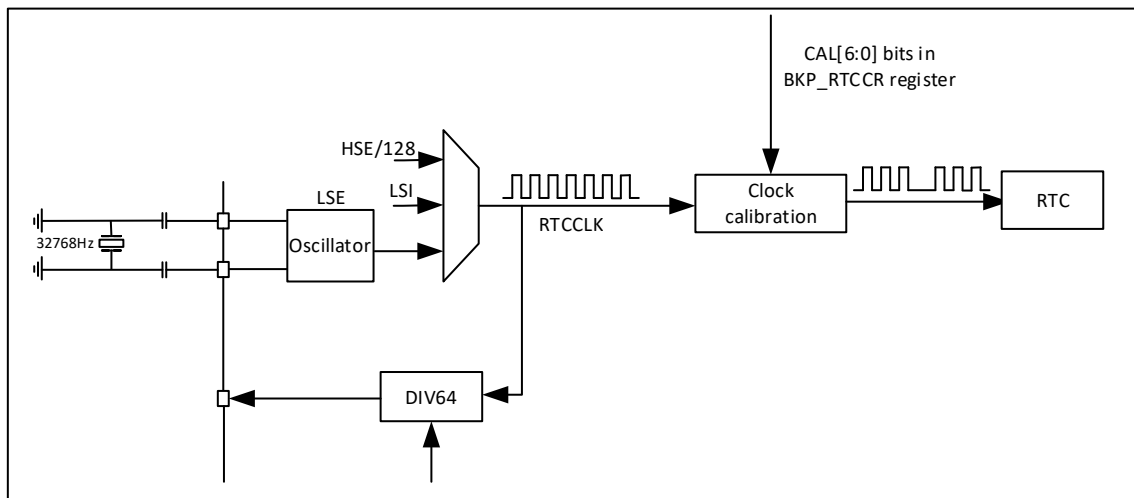 CAL[6:0] bits in
BKP_RTCCR register
HSE/128
LSI
LSE
Oscillator
32768Hz
RTCCLK
Clock
calibration
RTC
DIV64